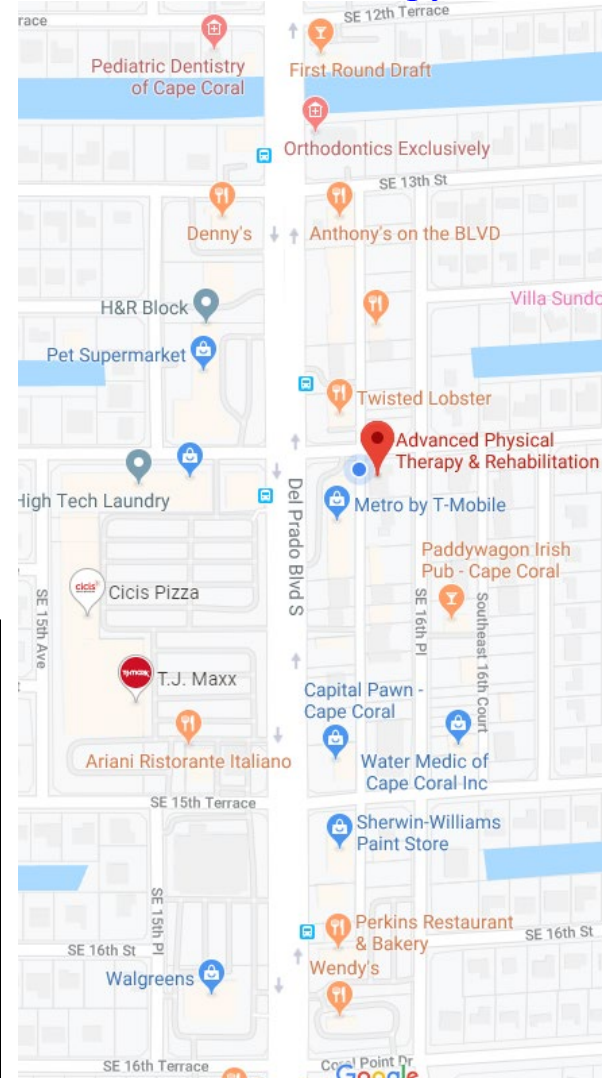 race
SE 12th Terrace
Pediatric Dentistry
of Cape Coral
First Round Draft
Orthodontics Exclusively
SE 13th St
Denny's
Anthony's on the BLVD
H&R Block
Villa Sundo
Pet Supermarket
Twisted Lobster
Advanced Physical
Therapy & Rehabilitation
High Tech Laundry
Del Prado Blvd S
Metro by T-Mobile
Paddywagon Irish
Pub - Cape Coral
cicis
Cicis Pizza
SE 15th Ave
SE 16th Pl
Southeast 16th Court
T.J. Maxx
Capital Pawn -
Cape Coral
Ariani Ristorante Italiano
Water Medic of
Cape Coral Inc
SE 15th Terrace
Sherwin-Williams
Paint Store
SE 15th Pl
Perkins Restaurant
& Bakery
SE 16th St
SE 16th St
Wendy's
Walgreens
SE 16th Terrace
Coral Point Dr
Google